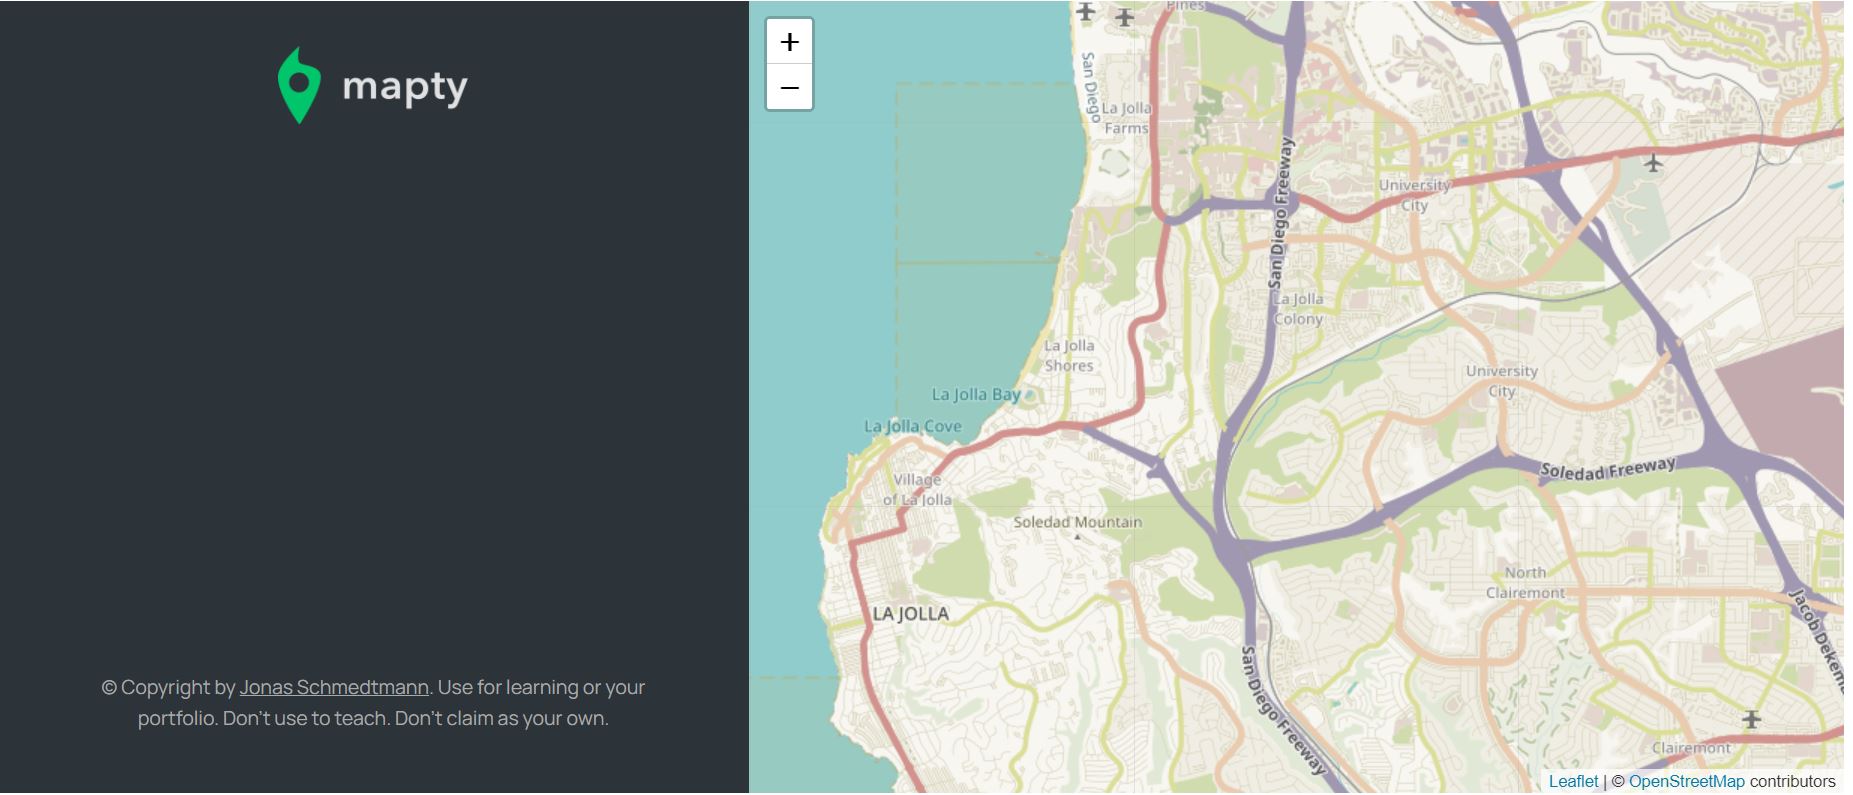 mapty
© Copyright by Jonas Schmedtmann. Use for learning or your
portfolio. Don't use to teach. Don't claim as your own.
+
−
Pines
San Diego
La Jolla
Farms
San Diego Freeway
University
City
La Jolla
Colony
La Jolla
Shores
University
City
La Jolla Bay
La Jolla Cove
Village
of La Jolla
Soledad Freeway
Soledad Mountain
North
Clairemont
LA JOLLA
San Diego Freeway
Clairemont
Leaflet | © OpenStreetMap contributors